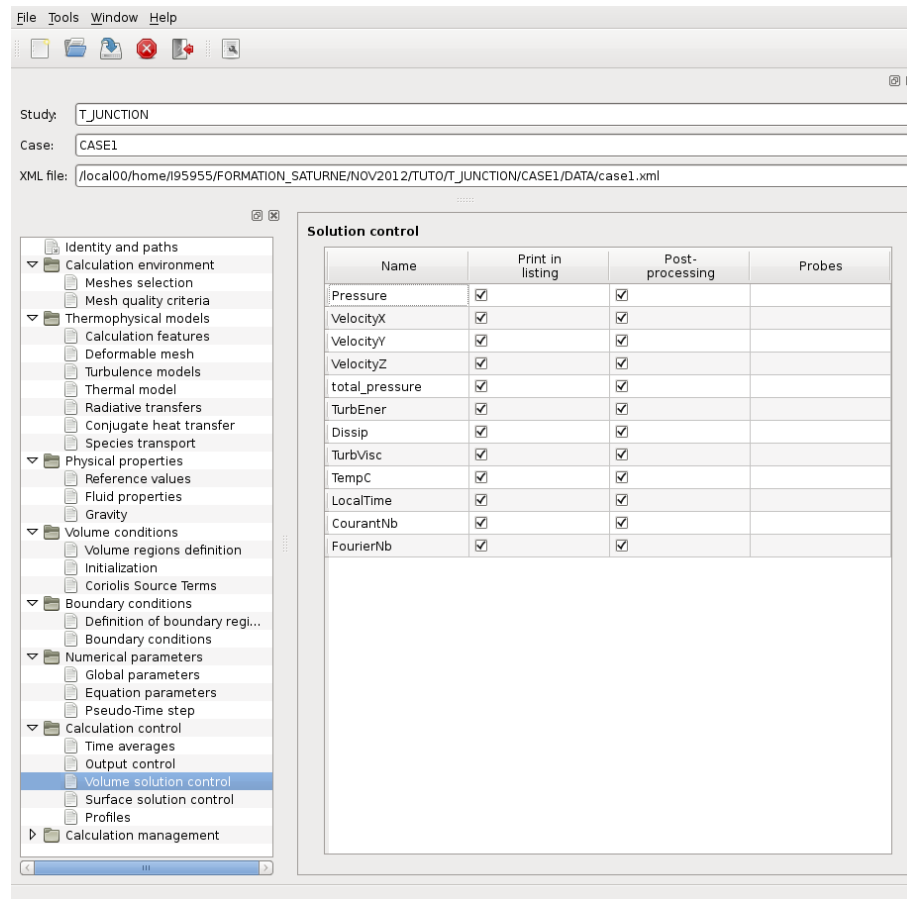 File Tools Window Help
Study: T_JUNCTION
Case: CASE1
XML file: /local00/home/I95955/FORMATION_SATURNE/NOV2012/TUTO/T_JUNCTION/CASE1/DATA/case1.xml
Identity and paths
Calculation environment
Meshes selection
Mesh quality criteria
Thermophysical models
Calculation features
Deformable mesh
Turbulence models
Thermal model
Radiative transfers
Conjugate heat transfer
Species transport
Physical properties
Reference values
Fluid properties
Gravity
Volume conditions
Volume regions definition
Initialization
Coriolis Source Terms
Boundary conditions
Definition of boundary regi...
Boundary conditions
Numerical parameters
Global parameters
Equation parameters
Pseudo-Time step
Calculation control
Time averages
Output control
Volume solution control
Surface solution control
Profiles
Calculation management
Solution control
Name Print in listing Post-processing Probes
Pressure
VelocityX
VelocityY
VelocityZ
total_pressure
TurbEner
Dissip
TurbVisc
TempC
LocalTime
CourantNb
FourierNb